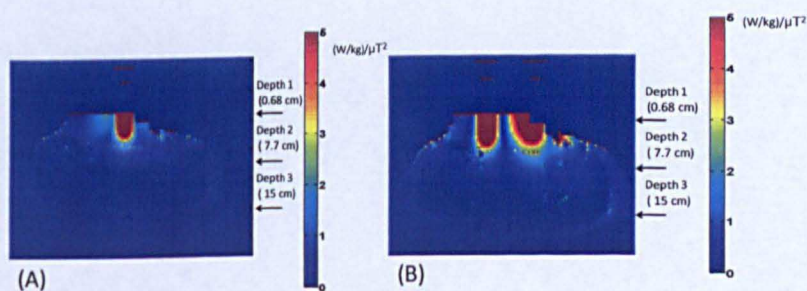 5
(W/kg)/µT²
4
3
2
1
0
Depth 1
(0.68 cm)
Depth 2
( 7.7 cm)
Depth 3
( 15 cm)
(A)
5
(W/kg)/µT²
4
3
2
1
0
Depth 1
(0.68 cm)
Depth 2
( 7.7 cm)
Depth 3
( 15 cm)
(B)